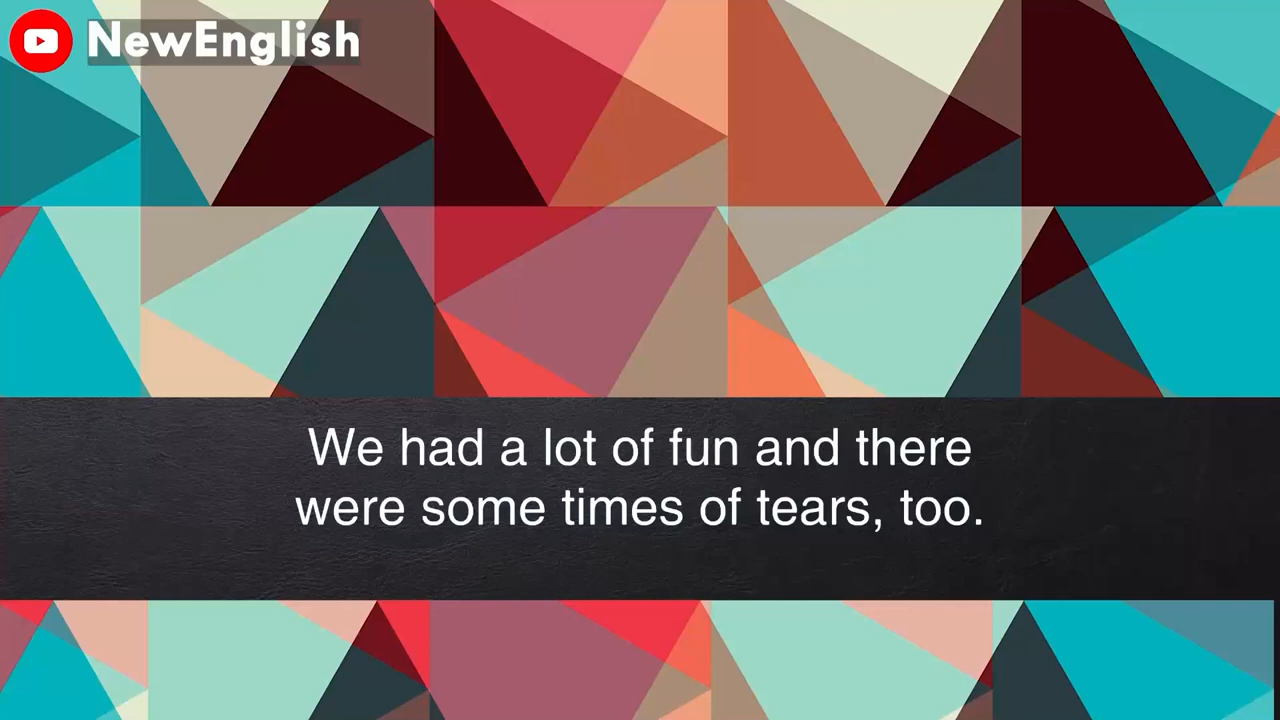 NewEnglish
We had a lot of fun and there
were some times of tears, too.